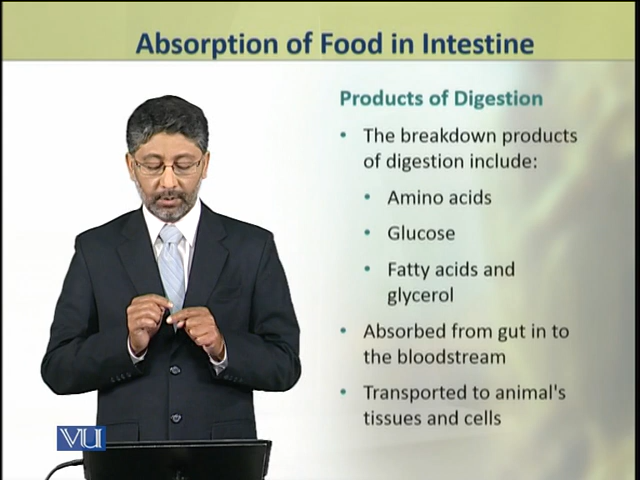 Absorption of Food in Intestine
Products of Digestion
• The breakdown products
of digestion include:
• Amino acids
• Glucose
• Fatty acids and
glycerol
• Absorbed from gut in to
the bloodstream
• Transported to animal's
tissues and cells
VU